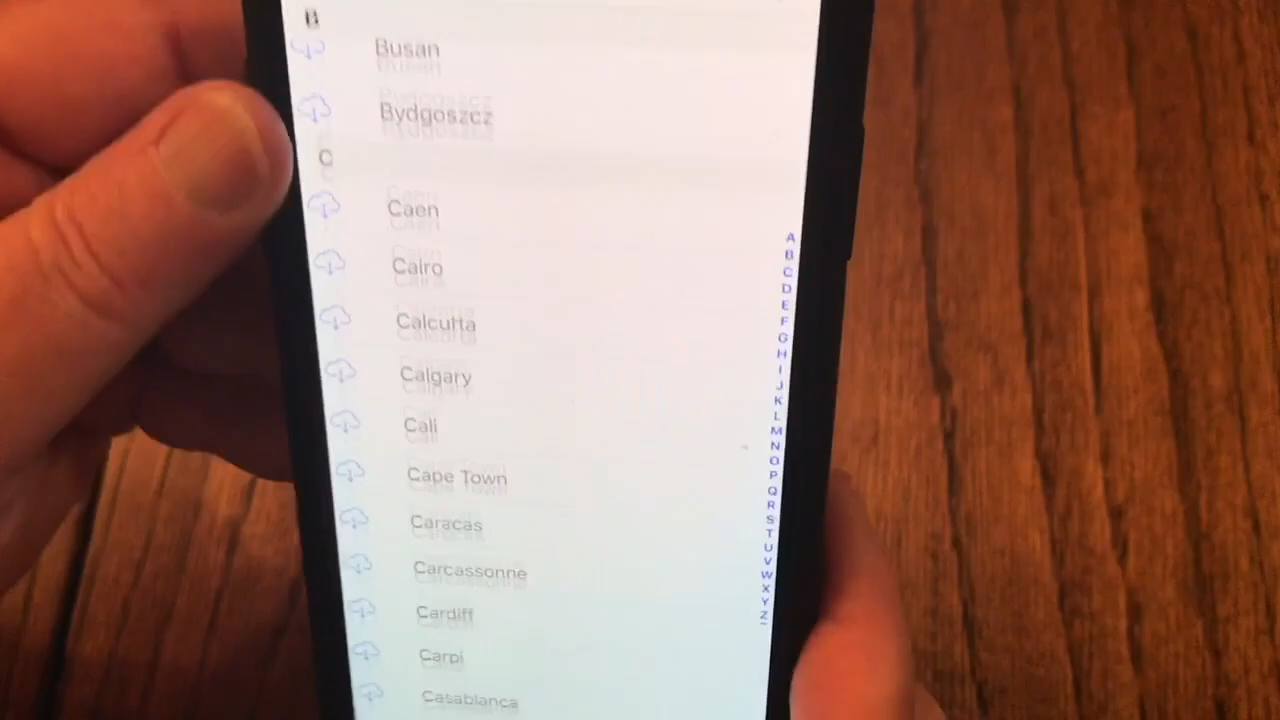 B
Busan
Bydgoszcz
C
Caen
Cairo
Calcutta
Calgary
Cali
Cape Town
Caracas
Carcassonne
Cardiff
Carpi
Casablanca
A
B
C
D
E
F
G
H
I
J
K
L
M
N
O
P
Q
R
S
T
U
V
W
X
Y
Z